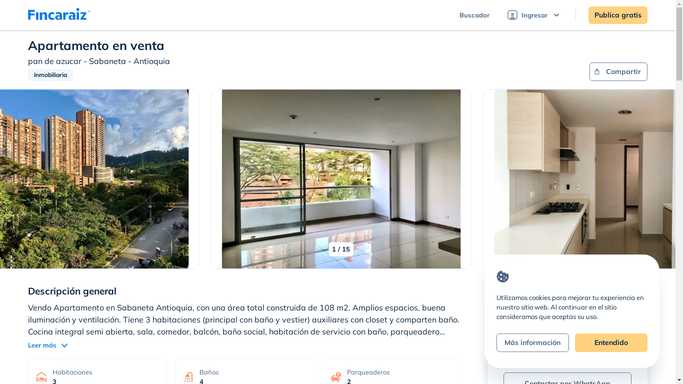 Fincaraiz
Buscador
Ingresar
Publica gratis
Apartamento en venta
pan de azucar - Sabaneta - Antioquia
Inmobiliaria
Compartir
1 / 15
Descripción general
Vendo Apartamento en Sabaneta Antioquia, con una área total construida de 108 m2. Amplios espacios, buena
iluminación y ventilación. Tiene 3 habitaciones (principal con baño y vestier) auxiliares con closet y comparten baño.
Cocina integral semi abierta, sala, comedor, balcón, baño social, habitación de servicio con baño, parqueadero...
Leer más
Habitaciones
3
Baños
4
Parqueaderos
2
Utilizamos cookies para mejorar tu experiencia en
nuestro sitio web. Al continuar en el sitio
consideramos que aceptas su uso.
Más información
Entendido
Contactar por WhatsApp